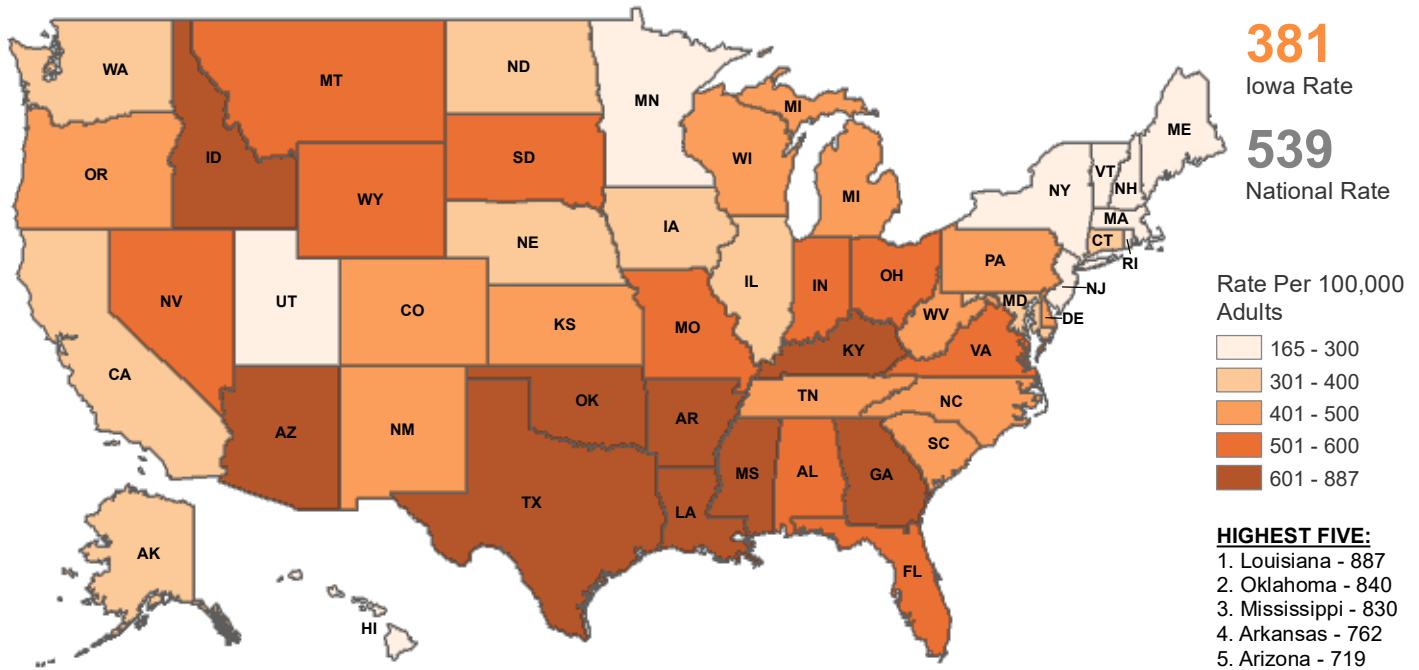 WA
MT
ND
MN
OR
ID
SD
WY
WI
MI
MI
ME
VT
NH
NY
MA
CT
RI
NV
UT
CO
NE
IA
IL
IN
OH
PA
NJ
MD
DE
WV
VA
CA
KS
MO
KY
AZ
NM
OK
AR
TN
NC
SC
TX
LA
MS
AL
GA
FL
AK
HI
381
Iowa Rate
539
National Rate
Rate Per 100,000
Adults
165 - 300
301 - 400
401 - 500
501 - 600
601 - 887
HIGHEST FIVE:
1. Louisiana - 887
2. Oklahoma - 840
3. Mississippi - 830
4. Arkansas - 762
5. Arizona - 719